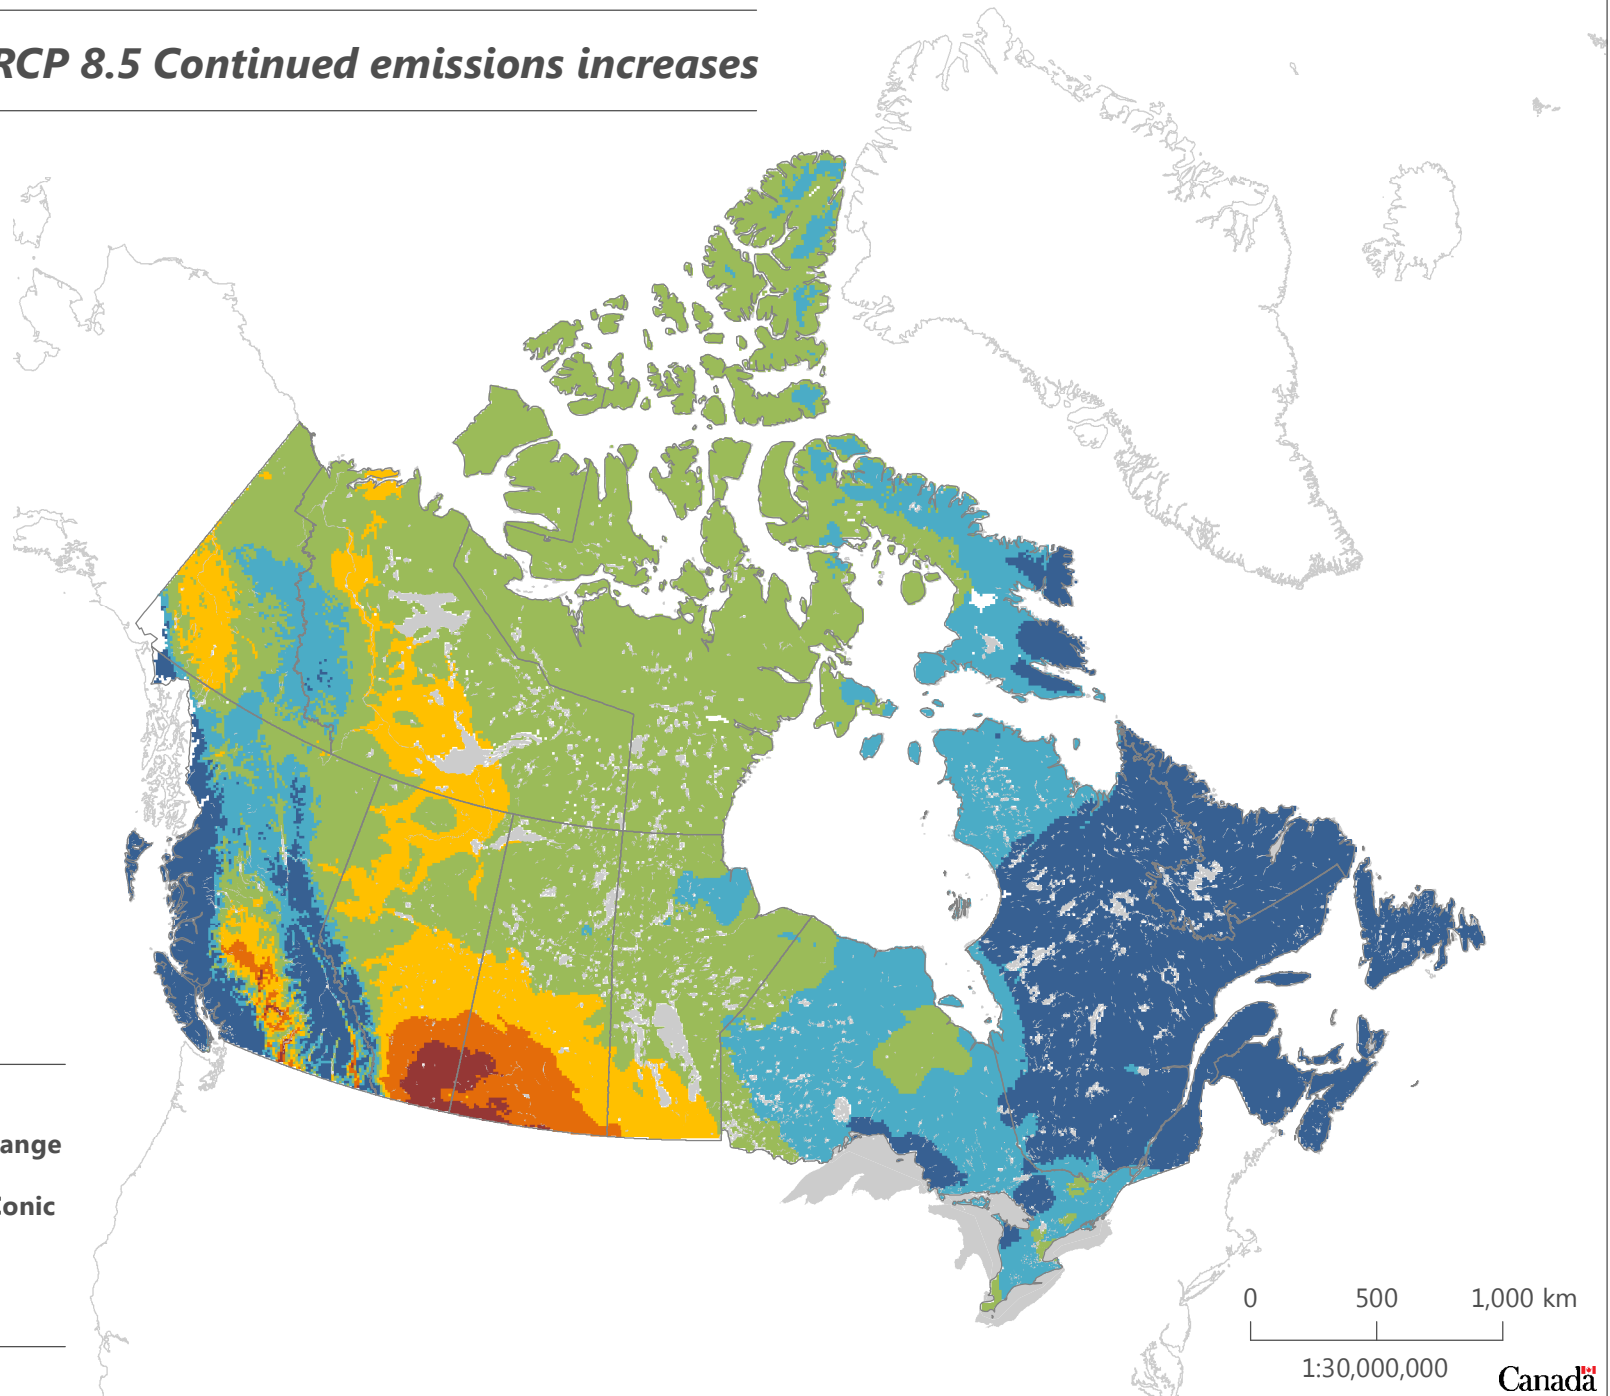 RCP 8.5 Continued emissions increases
ange
Conic
0 500 1,000 km
1:30,000,000
Canada